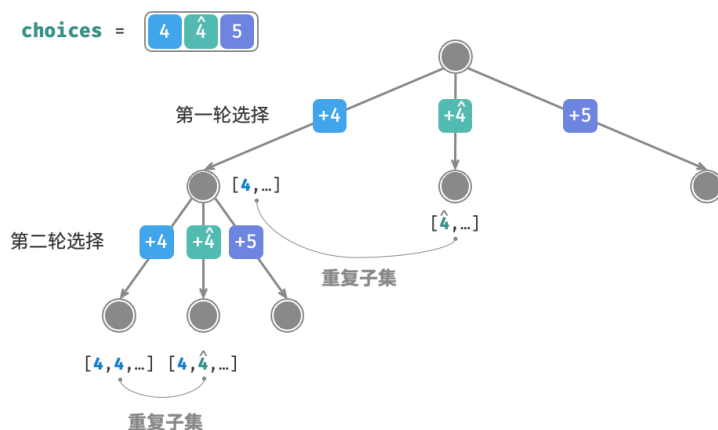 choices = 4 4̂ 5
第一轮选择 +4 +4̂ +5
[4,…]
[4̂,…]
第二轮选择 +4 +4̂ +5
重复子集
[4,4,…] [4,4̂,…]
重复子集